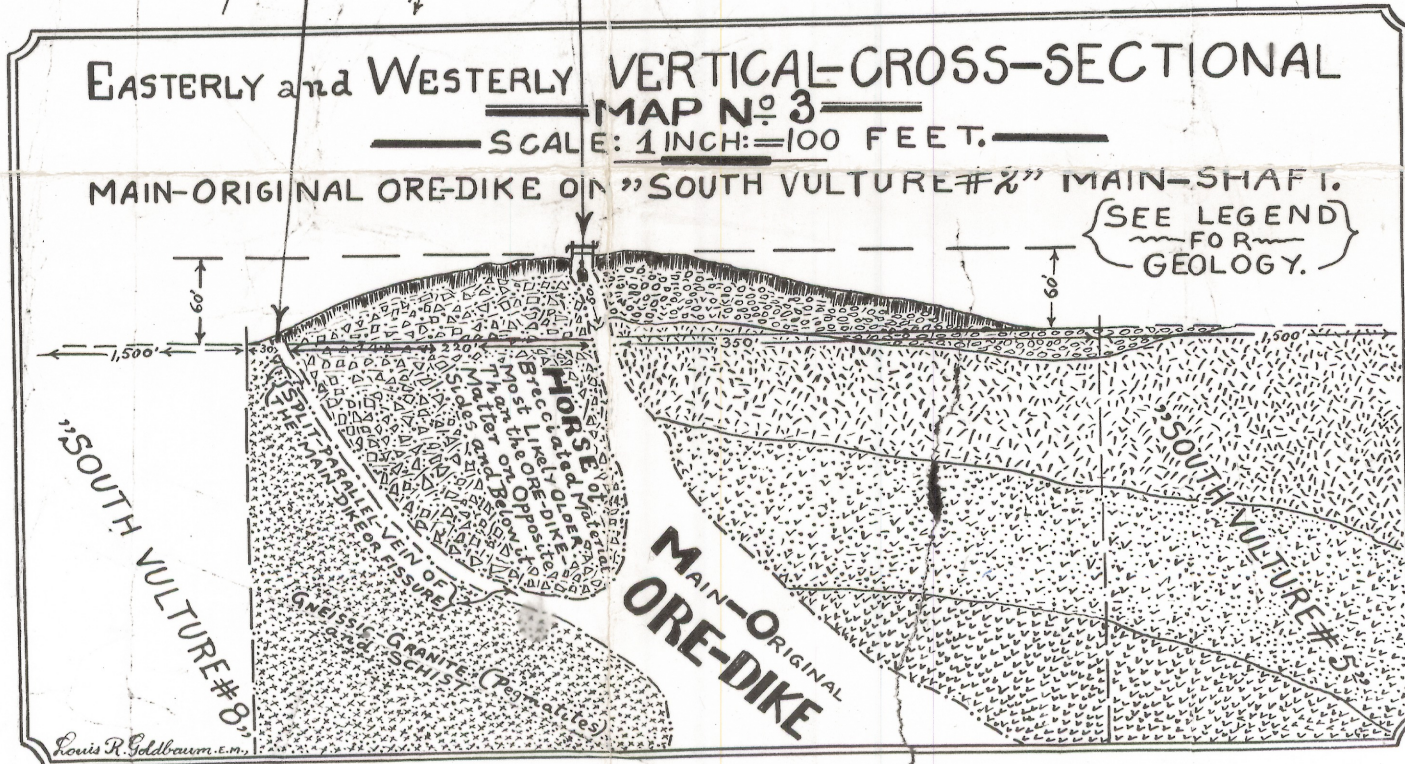 EASTERLY and WESTERLY VERTICAL-CROSS-SECTIONAL
MAP Nº 3
SCALE: 1 INCH:=100 FEET.
MAIN-ORIGINAL ORE-DIKE ON "SOUTH VULTURE#2" MAIN-SHAFT.
{SEE LEGEND
FOR
GEOLOGY.}
60'
60'
1,500'
30'
220'
350'
1,500'
HORSE of
Brecciated Material
Most Likely OLDER
Than the ORE-DIKE-
Matter on Opposite
Sides and Below it
(SPLIT-PARALLEL-VEIN OF
THE MAIN-DIKE OR FISSURE)
"SOUTH VULTURE#8"
GNEISSIC-GRANITE (Pegmatites)
and SCHIST
MAIN-ORIGINAL
ORE-DIKE
"SOUTH VULTURE #5"
Louis R. Goldbaum. E.M.,